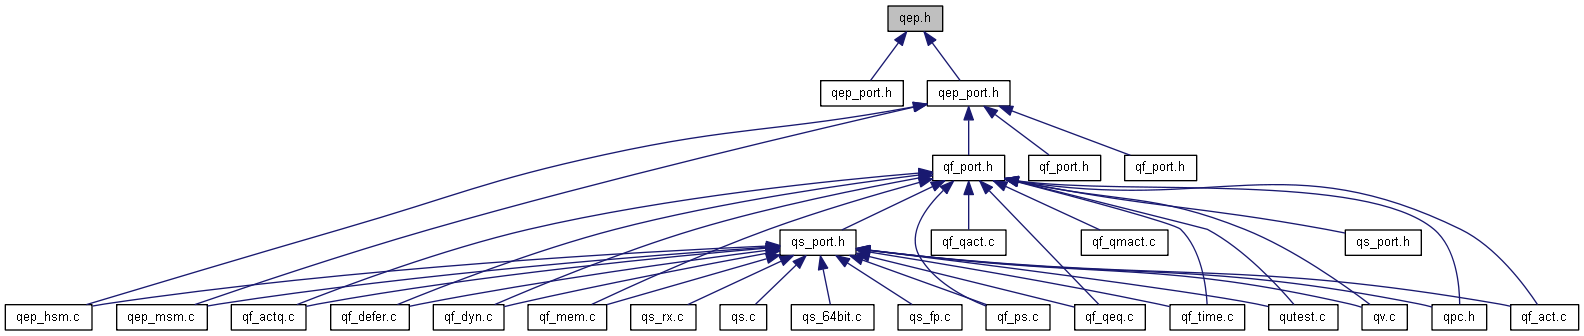 qep.h
qep_port.h
qep_port.h
qf_port.h
qf_port.h
qf_port.h
qs_port.h
qf_qact.c
qf_qmact.c
qs_port.h
qep_hsm.c
qep_msm.c
qf_actq.c
qf_defer.c
qf_dyn.c
qf_mem.c
qs_rx.c
qs.c
qs_64bit.c
qs_fp.c
qf_ps.c
qf_qeq.c
qf_time.c
qutest.c
qv.c
qpc.h
qf_act.c